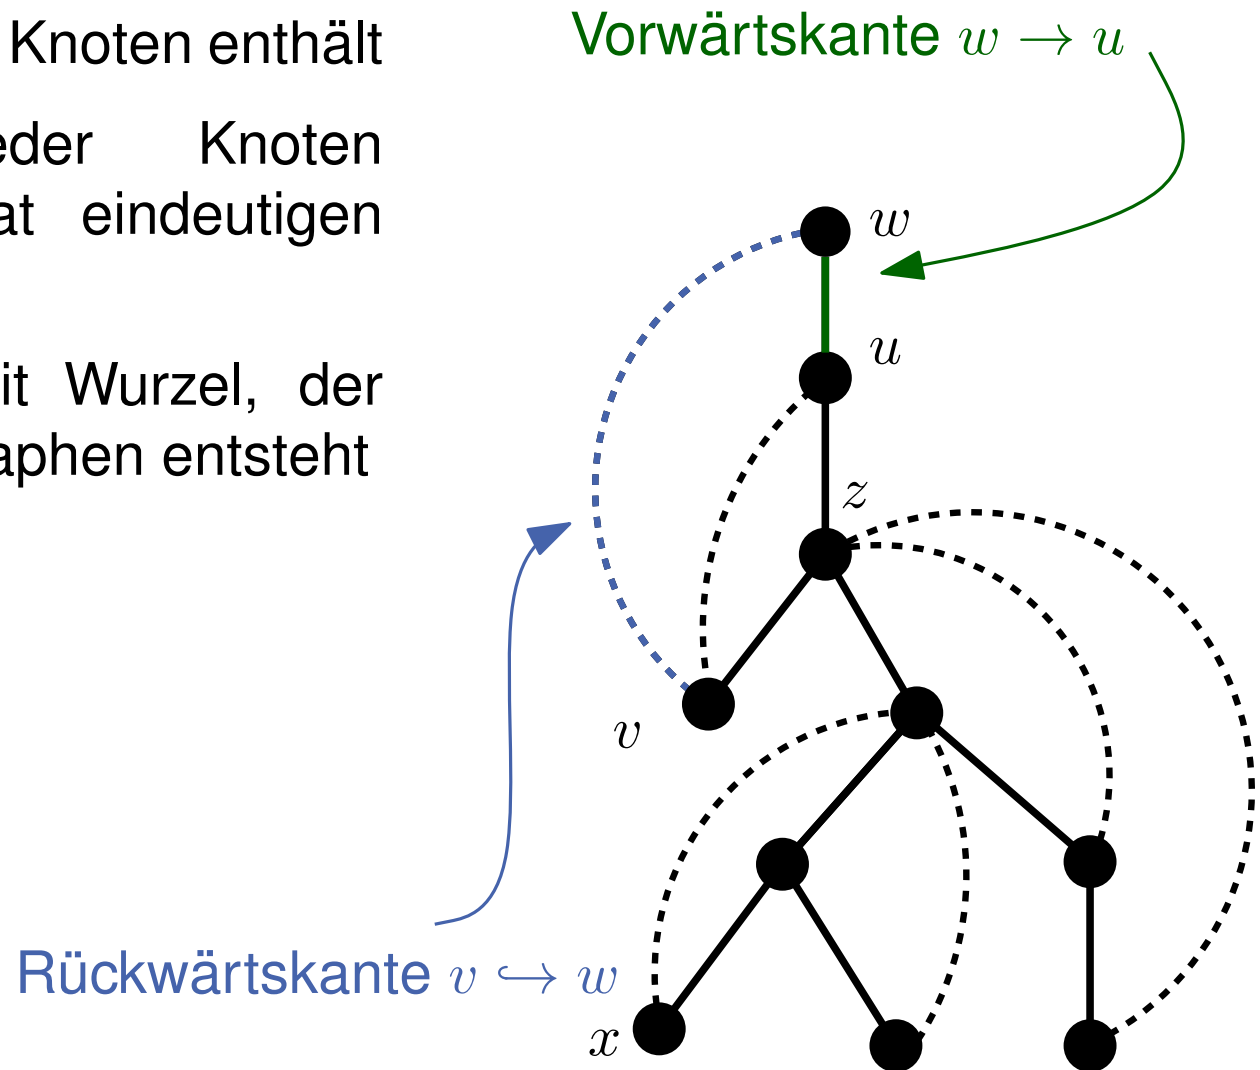 Knoten enthält
eder Knoten
at eindeutigen
it Wurzel, der
aphen entsteht
Vorwärtskante w → u
w
u
z
v
Rückwärtskante v ↪ w
x